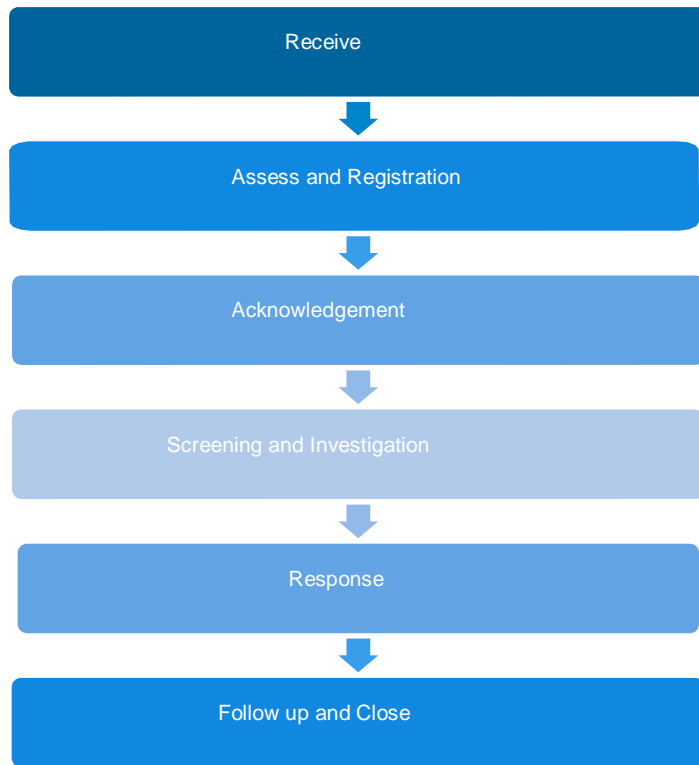 Receive
Assess and Registration
Acknowledgement
Screening and Investigation
Response
Follow up and Close